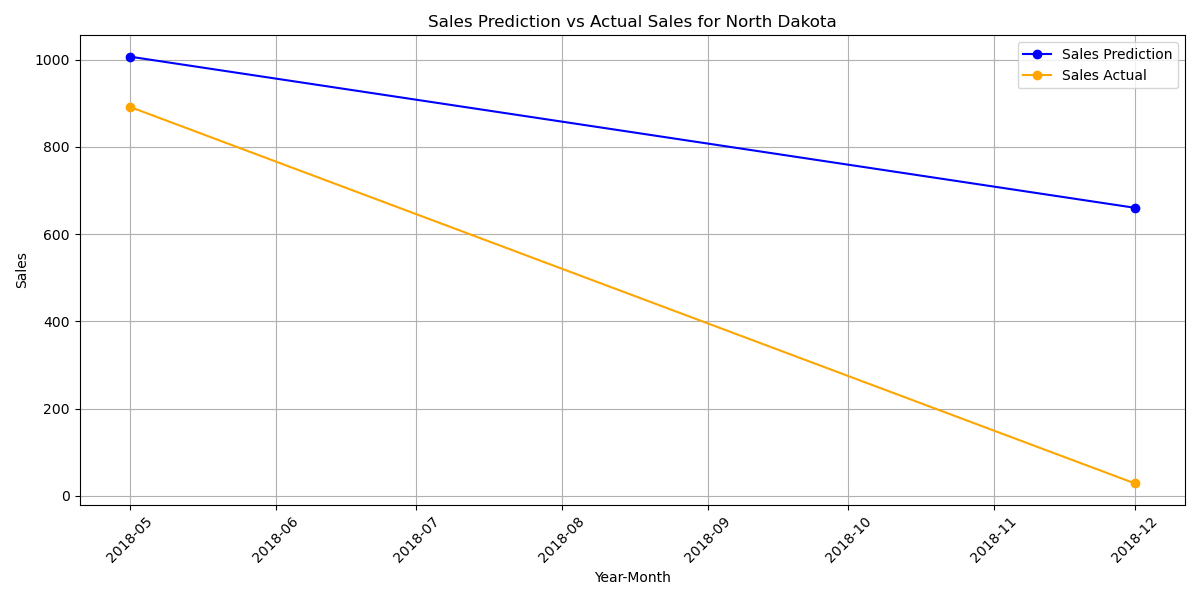 Sales Prediction vs Actual Sales for North Dakota
Sales Prediction
Sales Actual
1000
800
600
400
200
0
Sales
2018-05
2018-06
2018-07
2018-08
2018-09
2018-10
2018-11
2018-12
Year-Month